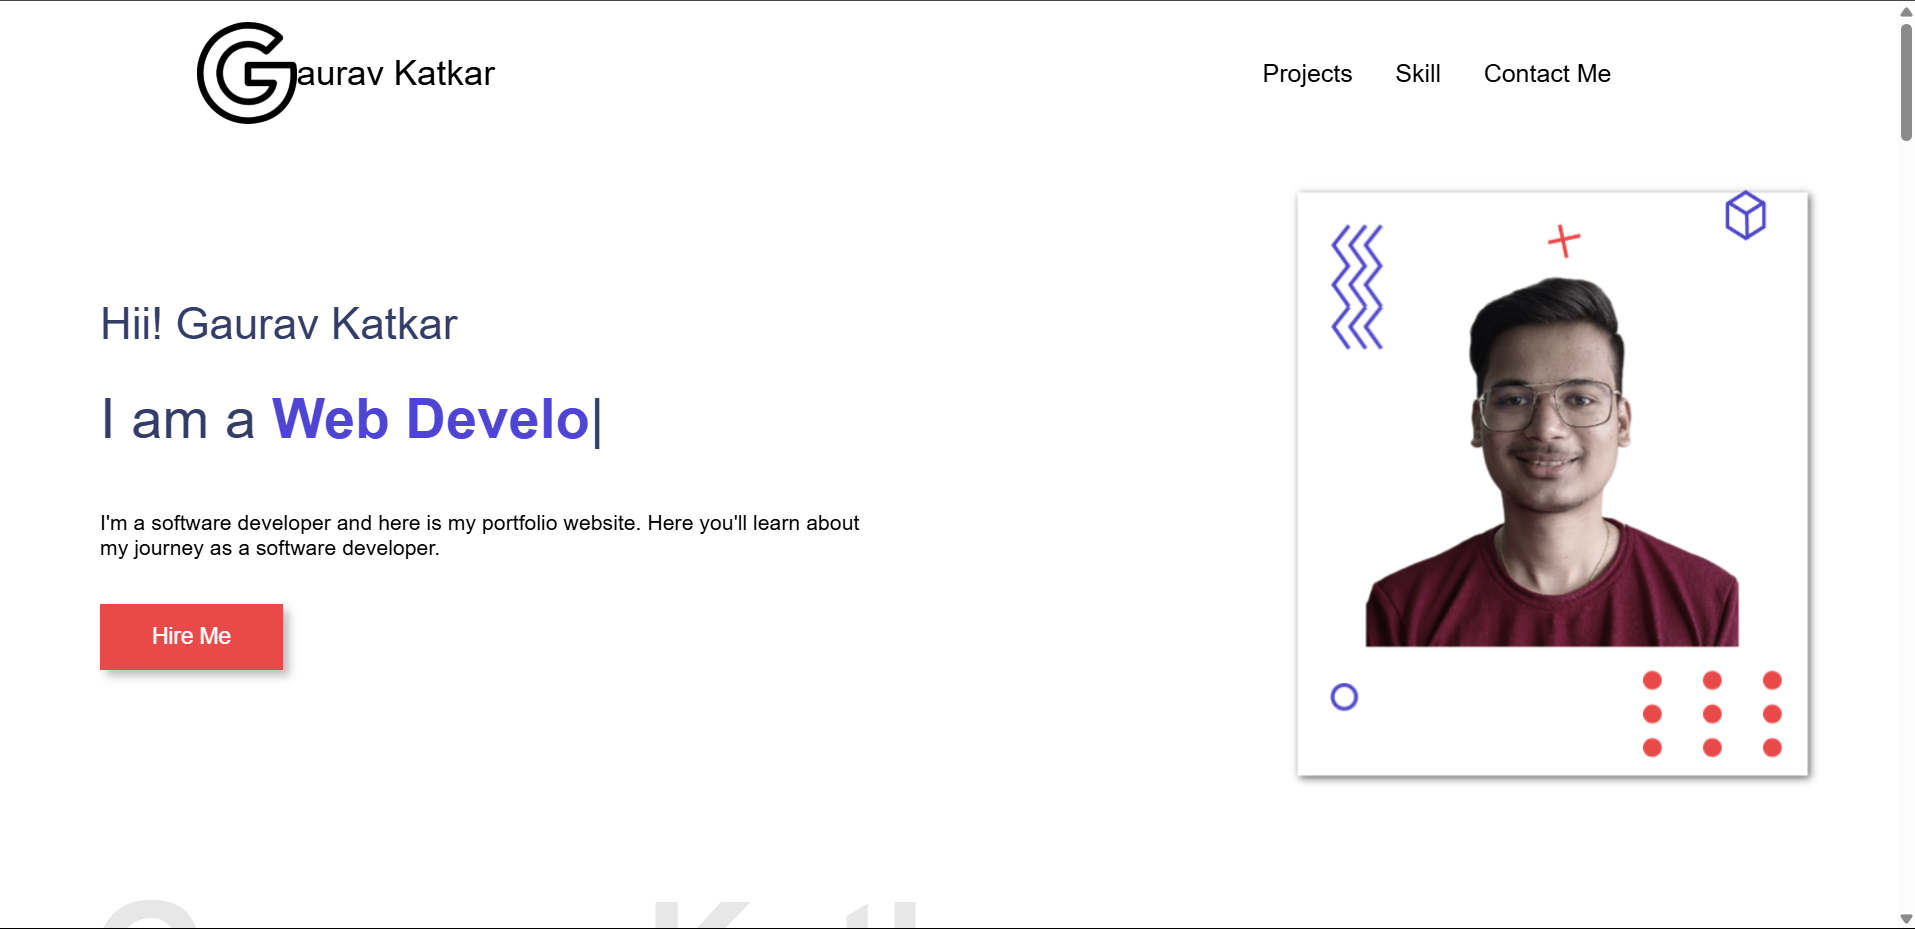 Gaurav Katkar
Projects Skill Contact Me
Hii! Gaurav Katkar
I am a Web Develo|
I'm a software developer and here is my portfolio website. Here you'll learn about
my journey as a software developer.
Hire Me